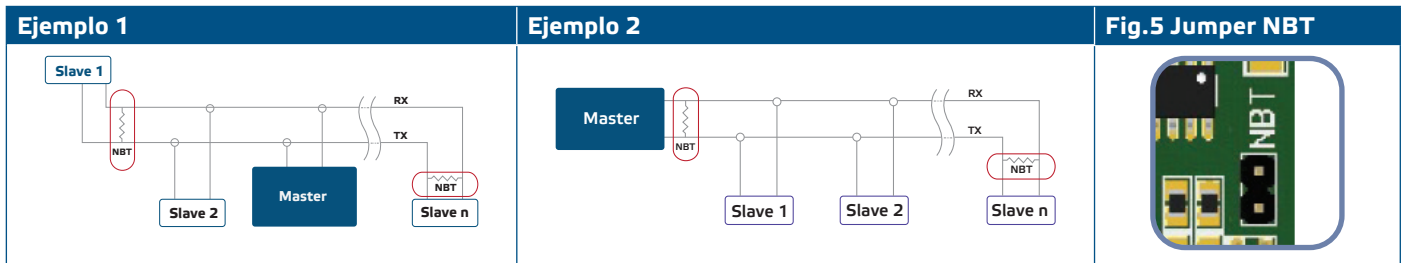 Ejemplo 1
Slave 1
RX
TX
NBT
NBT
Slave 2
Master
Slave n
Ejemplo 2
Master
RX
TX
NBT
NBT
Slave 1
Slave 2
Slave n
Fig.5 Jumper NBT
NBT